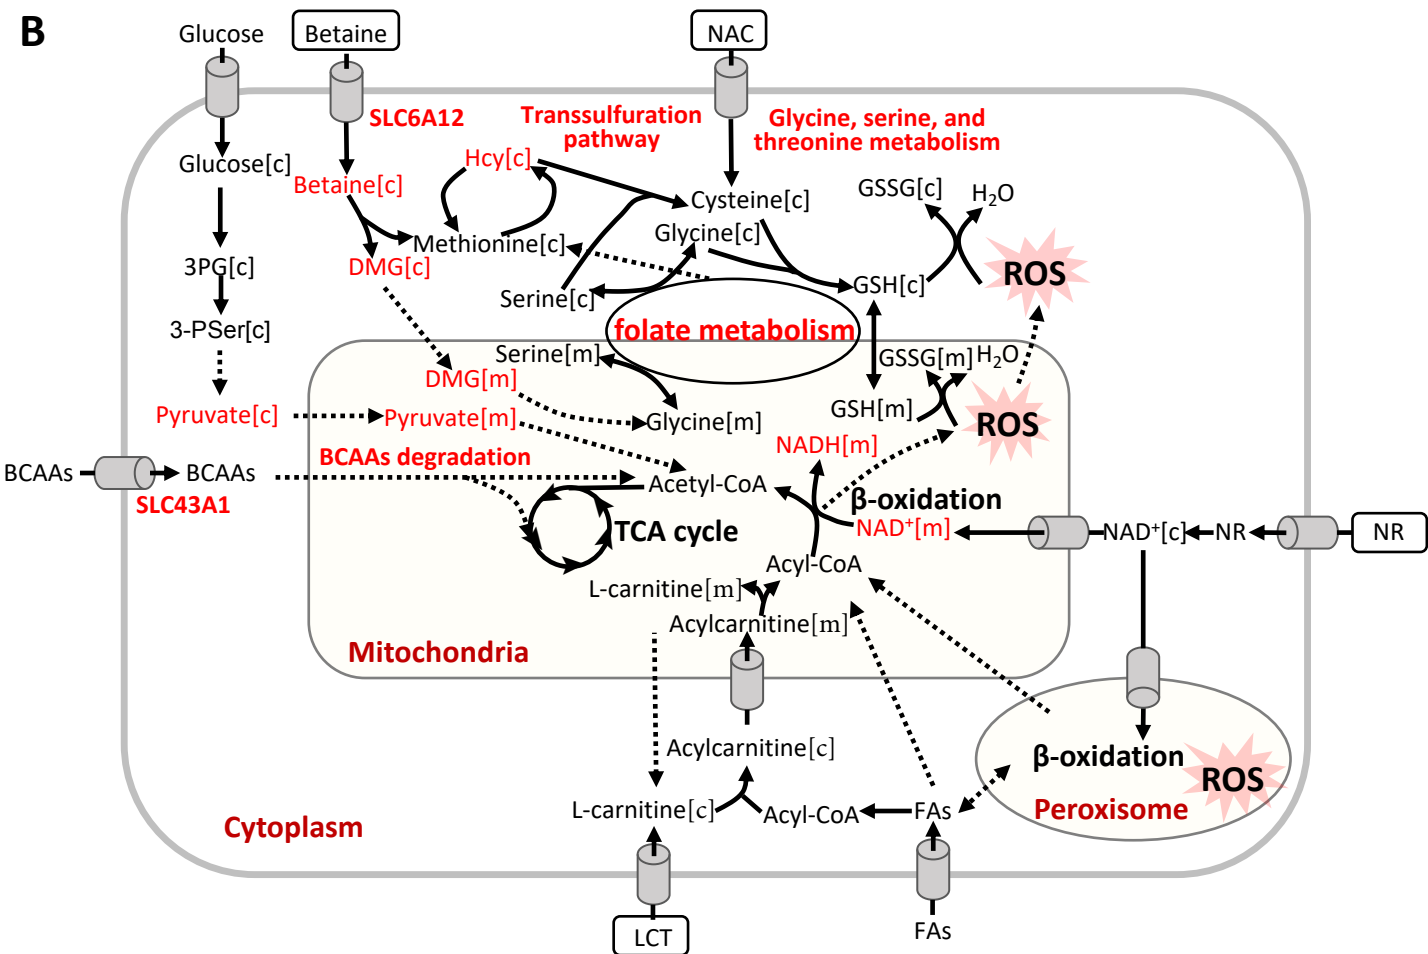 B
Glucose
Betaine
NAC
SLC6A12
Transsulfuration
pathway
Glycine, serine, and
threonine metabolism
Glucose[c]
Betaine[c]
Hcy[c]
Cysteine[c]
GSSG[c]
H₂O
Glycine[c]
Methionine[c]
3PG[c]
DMG[c]
ROS
Serine[c]
GSH[c]
3-PSer[c]
folate metabolism
Serine[m]
GSSG[m]
H₂O
DMG[m]
Pyruvate[c]
Pyruvate[m]
Glycine[m]
GSH[m]
ROS
NADH[m]
BCAAs
BCAAs
BCAAs degradation
SLC43A1
Acetyl-CoA
β-oxidation
TCA cycle
NAD⁺[m]
NAD⁺[c]
NR
NR
Acyl-CoA
L-carnitine[m]
Acylcarnitine[m]
Mitochondria
Acylcarnitine[c]
β-oxidation
ROS
L-carnitine[c]
Acyl-CoA
FAs
Peroxisome
Cytoplasm
LCT
FAs